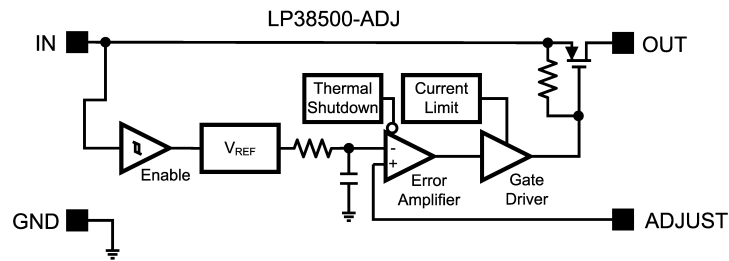 LP38500-ADJ
IN
OUT
Thermal
Shutdown
Current
Limit
VREF
-
+
Enable
Error
Amplifier
Gate
Driver
GND
ADJUST